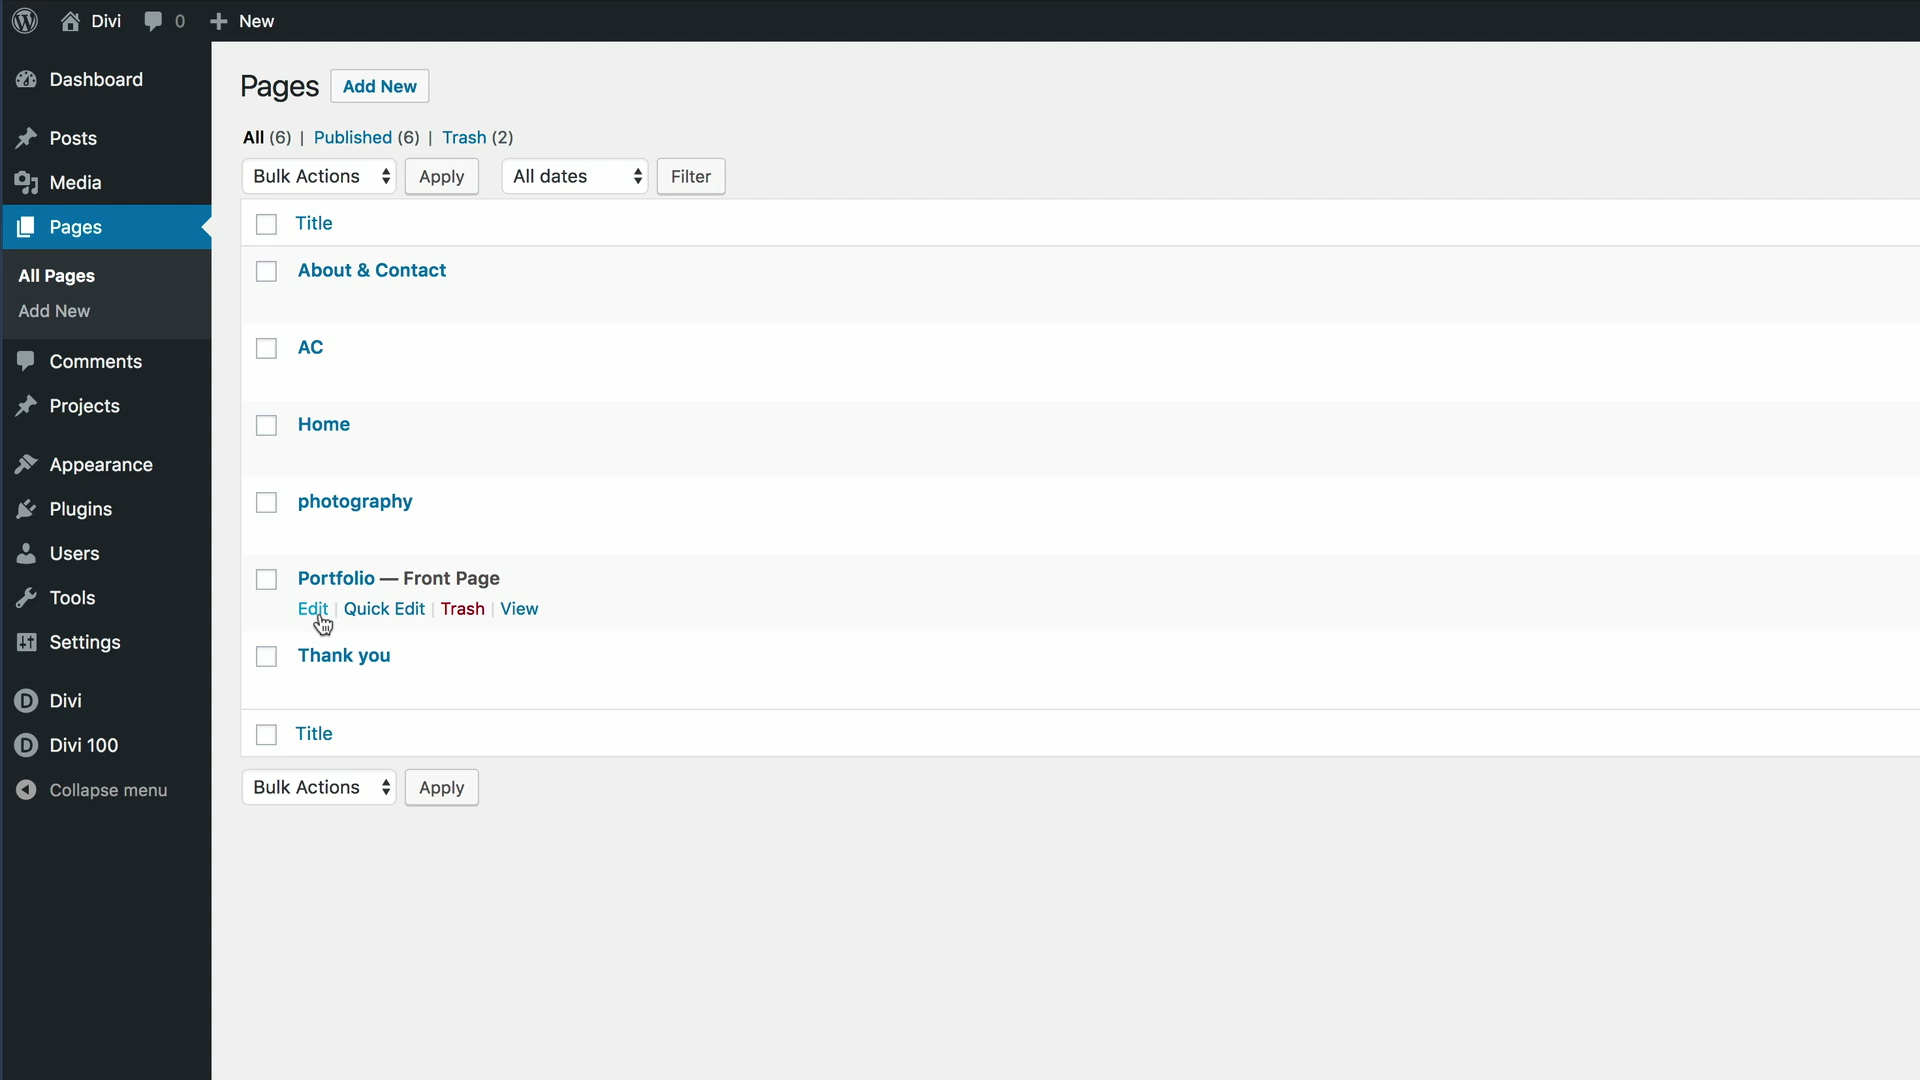 Divi 0 New
Dashboard
Posts
Media
Pages
All Pages
Add New
Comments
Projects
Appearance
Plugins
Users
Tools
Settings
Divi
Divi 100
Collapse menu
Pages Add New
All (6) | Published (6) | Trash (2)
Bulk Actions Apply All dates Filter
Title
About & Contact
AC
Home
photography
Portfolio — Front Page
Edit | Quick Edit | Trash | View
Thank you
Title
Bulk Actions Apply